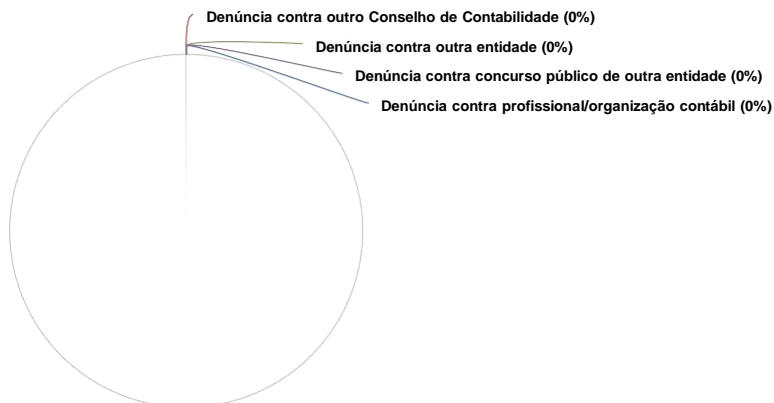 Denúncia contra outro Conselho de Contabilidade (0%)
Denúncia contra outra entidade (0%)
Denúncia contra concurso público de outra entidade (0%)
Denúncia contra profissional/organização contábil (0%)